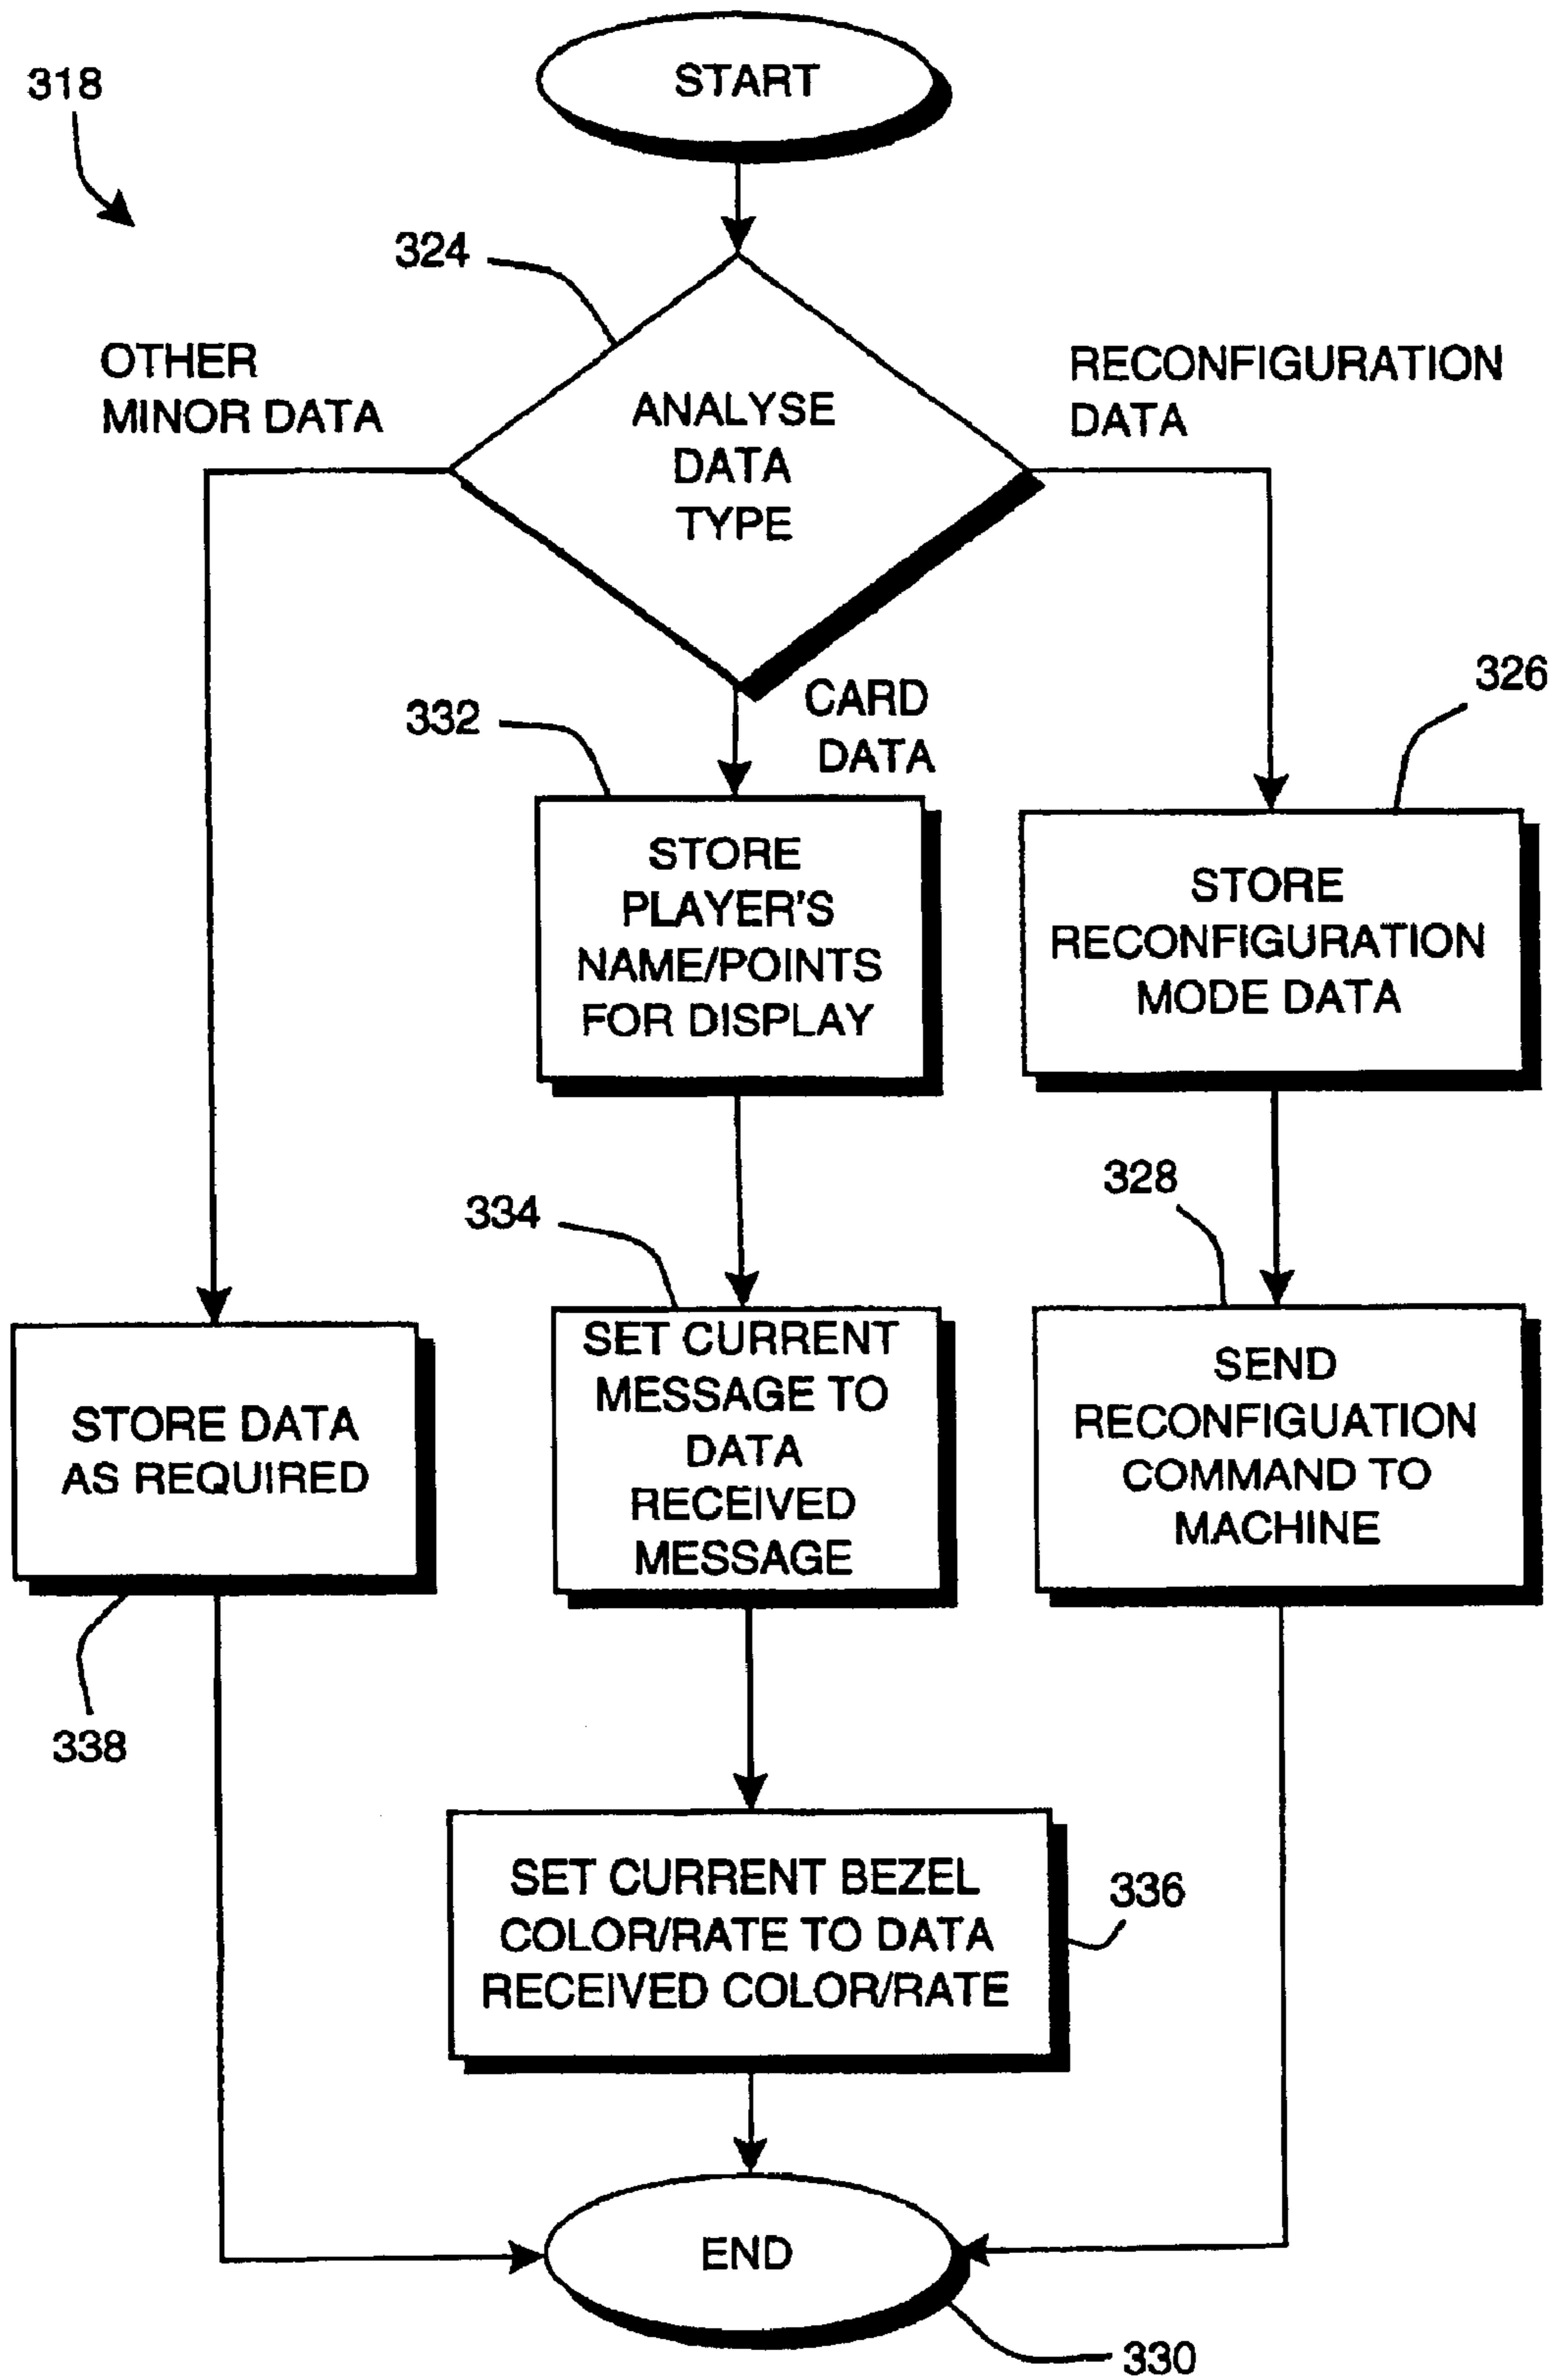 START
318
324
OTHER
MINOR DATA
ANALYSE
DATA
TYPE
RECONFIGURATION
DATA
CARD
DATA
332
326
STORE
PLAYER'S
NAME/POINTS
FOR DISPLAY
STORE
RECONFIGURATION
MODE DATA
334
328
STORE DATA
AS REQUIRED
SET CURRENT
MESSAGE TO
DATA
RECEIVED
MESSAGE
SEND
RECONFIGUATION
COMMAND TO
MACHINE
338
SET CURRENT BEZEL
COLOR/RATE TO DATA
RECEIVED COLOR/RATE
336
END
330